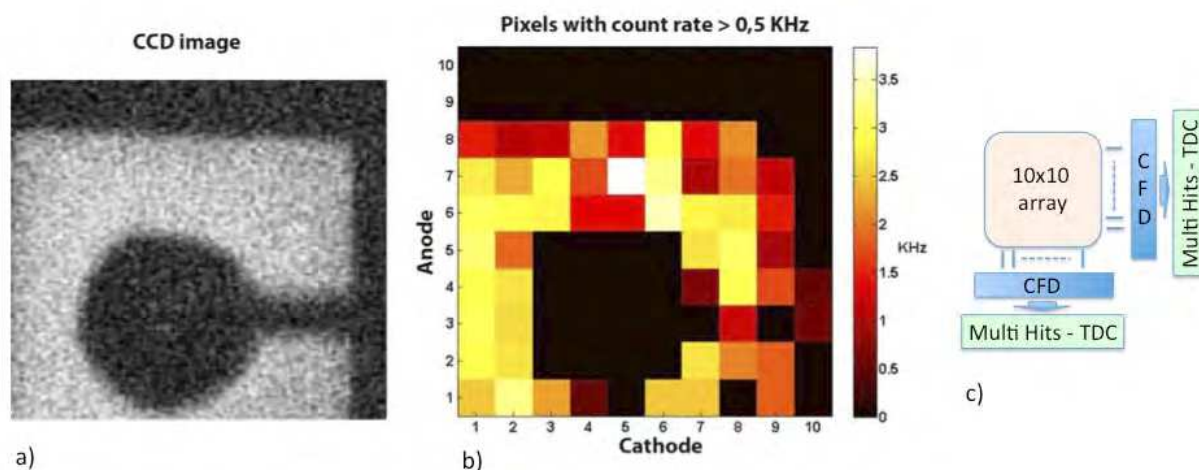 CCD image
a)
Pixels with count rate > 0,5 KHz
Anode
10
9
8
7
6
5
4
3
2
1
1 2 3 4 5 6 7 8 9 10
Cathode
b)
3.5
3
2.5
2
KHz
1.5
1
0.5
0
10x10
array
CFD
Multi Hits - TDC
CFD
Multi Hits - TDC
c)